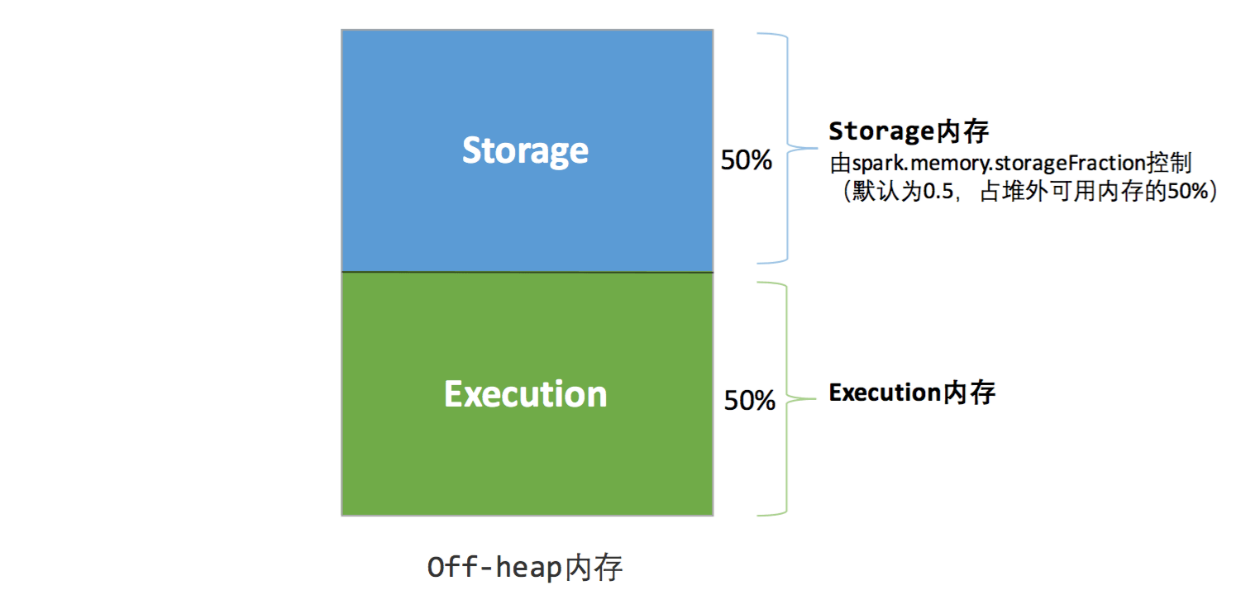 Storage
50%
Storage内存
由spark.memory.storageFraction控制
（默认为0.5，占堆外可用内存的50%）
Execution
50%
Execution内存
Off-heap内存